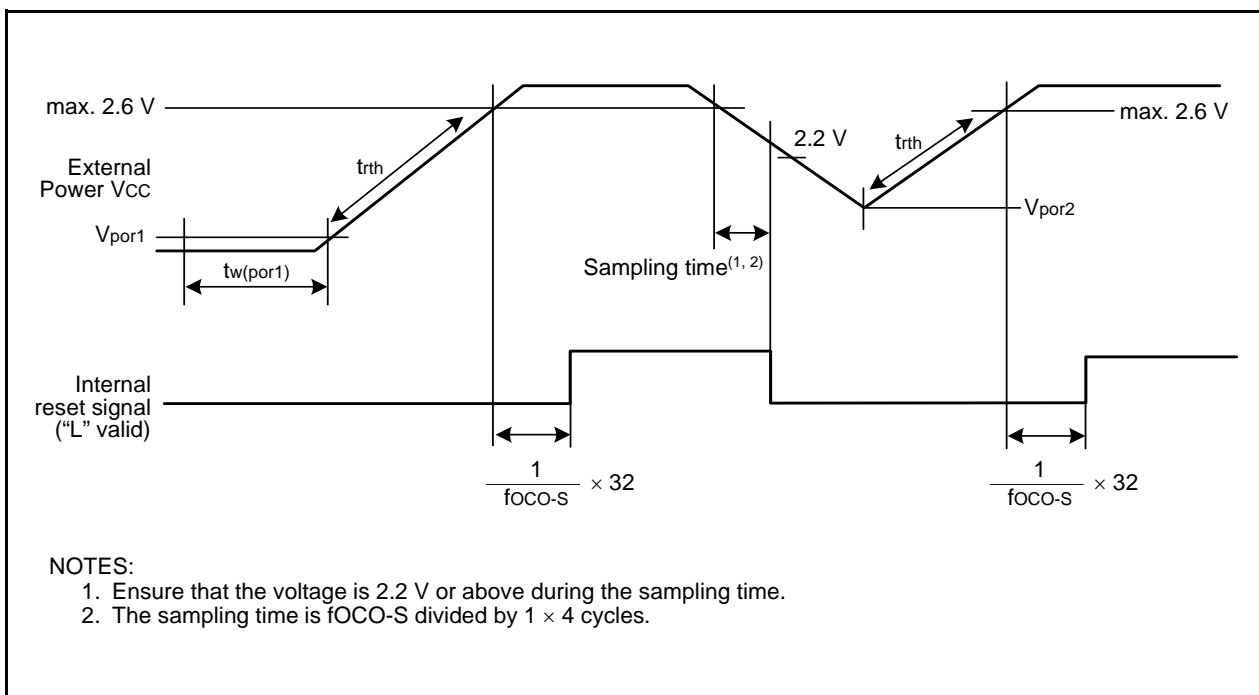 max. 2.6 V
2.2 V
max. 2.6 V
trth
trth
External
Power VCC
Vpor1
Vpor2
tw(por1)
Sampling time(1, 2)
Internal
reset signal
(“L” valid)
1
fOCO-S
× 32
1
fOCO-S
× 32
NOTES:
1. Ensure that the voltage is 2.2 V or above during the sampling time.
2. The sampling time is fOCO-S divided by 1 × 4 cycles.